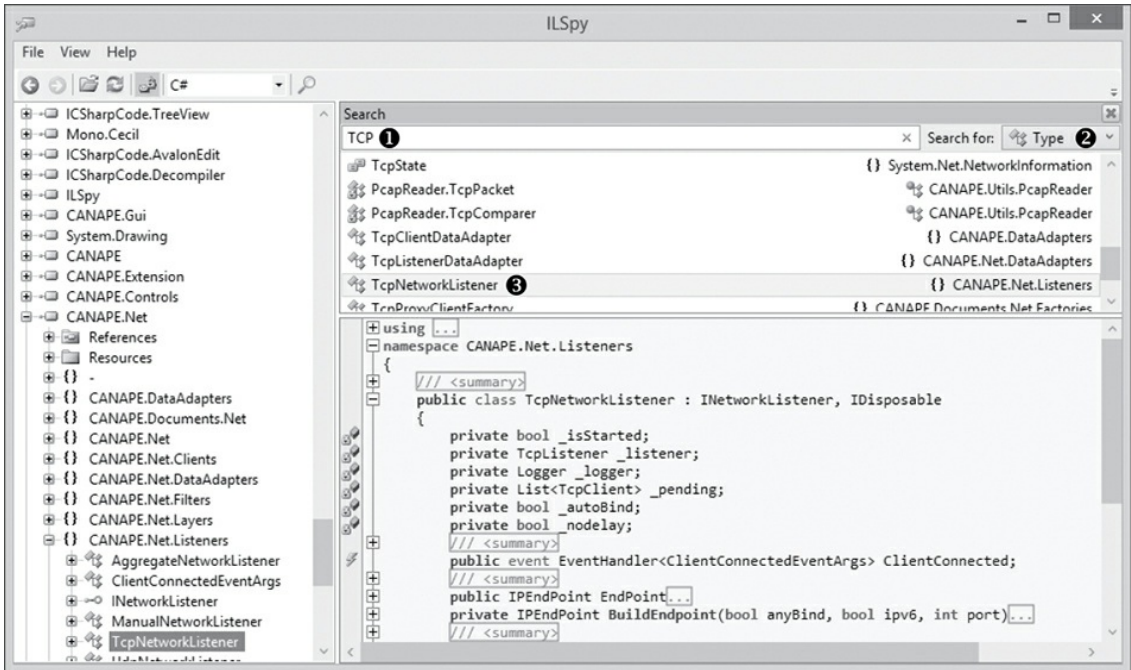 ILSpy
File View Help
C#
ICSharpCode.TreeView
Mono.Cecil
ICSharpCode.AvalonEdit
ICSharpCode.Decompiler
ILSpy
CANAPE.Gui
System.Drawing
CANAPE
CANAPE.Extension
CANAPE.Controls
CANAPE.Net
References
Resources
{} -
{} CANAPE.DataAdapters
{} CANAPE.Documents.Net
{} CANAPE.Net
{} CANAPE.Net.Clients
{} CANAPE.Net.DataAdapters
{} CANAPE.Net.Filters
{} CANAPE.Net.Layers
{} CANAPE.Net.Listeners
AggregateNetworkListener
ClientConnectedEventArgs
INetworkListener
ManualNetworkListener
TcpNetworkListener
UdpNetworkListener
Search
TCP ❶ × Search for: Type ❷
TcpState {} System.Net.NetworkInformation
PcapReader.TcpPacket CANAPE.Utils.PcapReader
PcapReader.TcpComparer CANAPE.Utils.PcapReader
TcpClientDataAdapter {} CANAPE.DataAdapters
TcpListenerDataAdapter {} CANAPE.Net.DataAdapters
TcpNetworkListener ❸ {} CANAPE.Net.Listeners
TcpProxyClientFactory {} CANAPE.Documents.Net.Factories
using ...
namespace CANAPE.Net.Listeners
{
/// <summary>
public class TcpNetworkListener : INetworkListener, IDisposable
{
private bool _isStarted;
private TcpListener _listener;
private Logger _logger;
private List<TcpClient> _pending;
private bool _autoBind;
private bool _nodelay;
/// <summary>
public event EventHandler<ClientConnectedEventArgs> ClientConnected;
/// <summary>
public IPEndPoint EndPoint...
private IPEndPoint BuildEndpoint(bool anyBind, bool ipv6, int port)...
/// <summary>